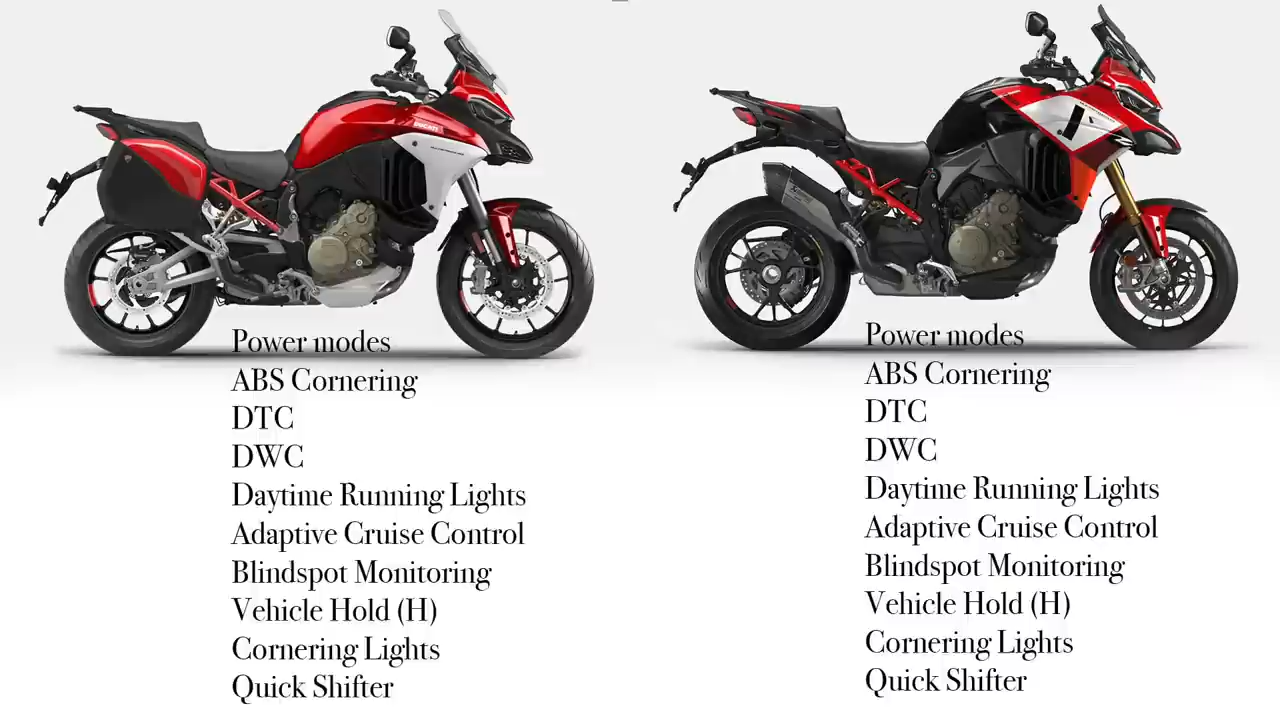 DUCATI
Power modes
ABS Cornering
DTC
DWC
Daytime Running Lights
Adaptive Cruise Control
Blindspot Monitoring
Vehicle Hold (H)
Cornering Lights
Quick Shifter
Power modes
ABS Cornering
DTC
DWC
Daytime Running Lights
Adaptive Cruise Control
Blindspot Monitoring
Vehicle Hold (H)
Cornering Lights
Quick Shifter